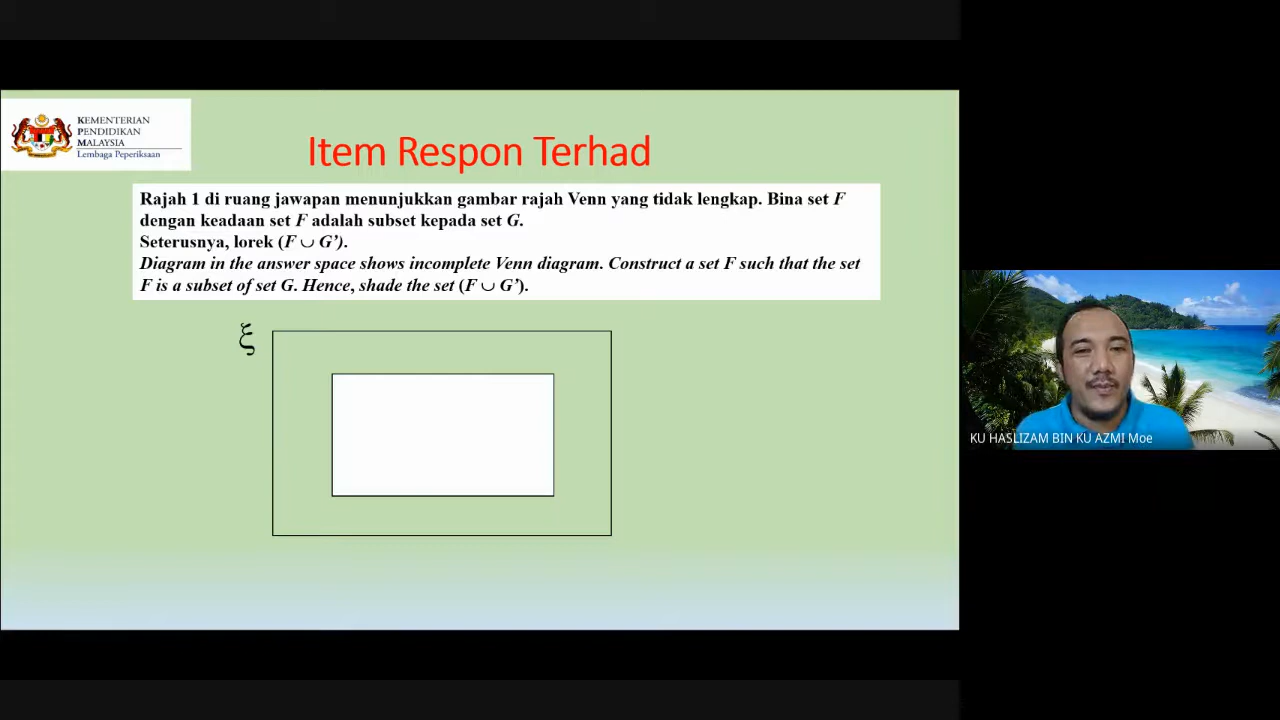 KEMENTERIAN
PENDIDIKAN
MALAYSIA
Lembaga Peperiksaan
Item Respon Terhad
Rajah 1 di ruang jawapan menunjukkan gambar rajah Venn yang tidak lengkap. Bina set F
dengan keadaan set F adalah subset kepada set G.
Seterusnya, lorek (F ∪ G’).
Diagram in the answer space shows incomplete Venn diagram. Construct a set F such that the set
F is a subset of set G. Hence, shade the set (F ∪ G’).
ξ
KU HASLIZAM BIN KU AZMI Moe